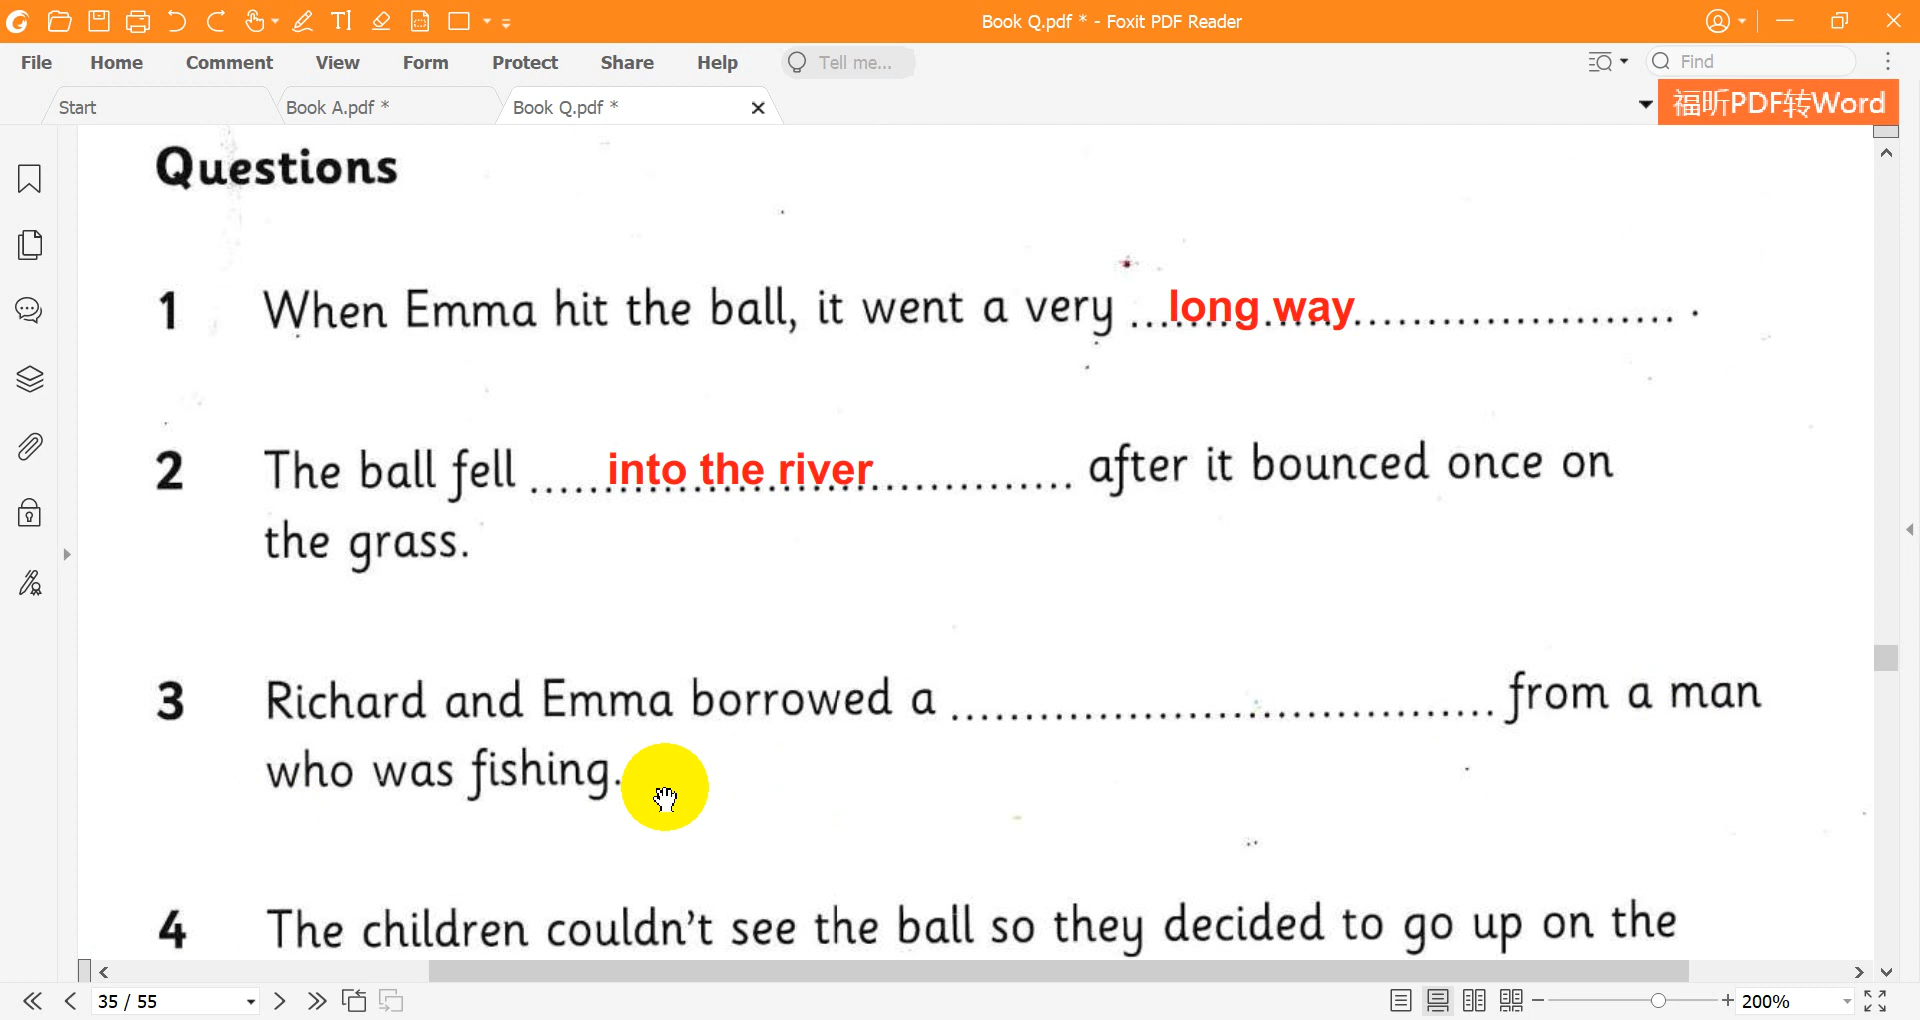 Book Q.pdf * - Foxit PDF Reader
File Home Comment View Form Protect Share Help Tell me... Find
Start Book A.pdf * Book Q.pdf * 福昕PDF转Word
Questions
1 When Emma hit the ball, it went a very ...long way...................... .
2 The ball fell .....into the river.............. after it bounced once on
the grass.
3 Richard and Emma borrowed a ..................................... from a man
who was fishing.
4 The children couldn't see the ball so they decided to go up on the
35 / 55 200%